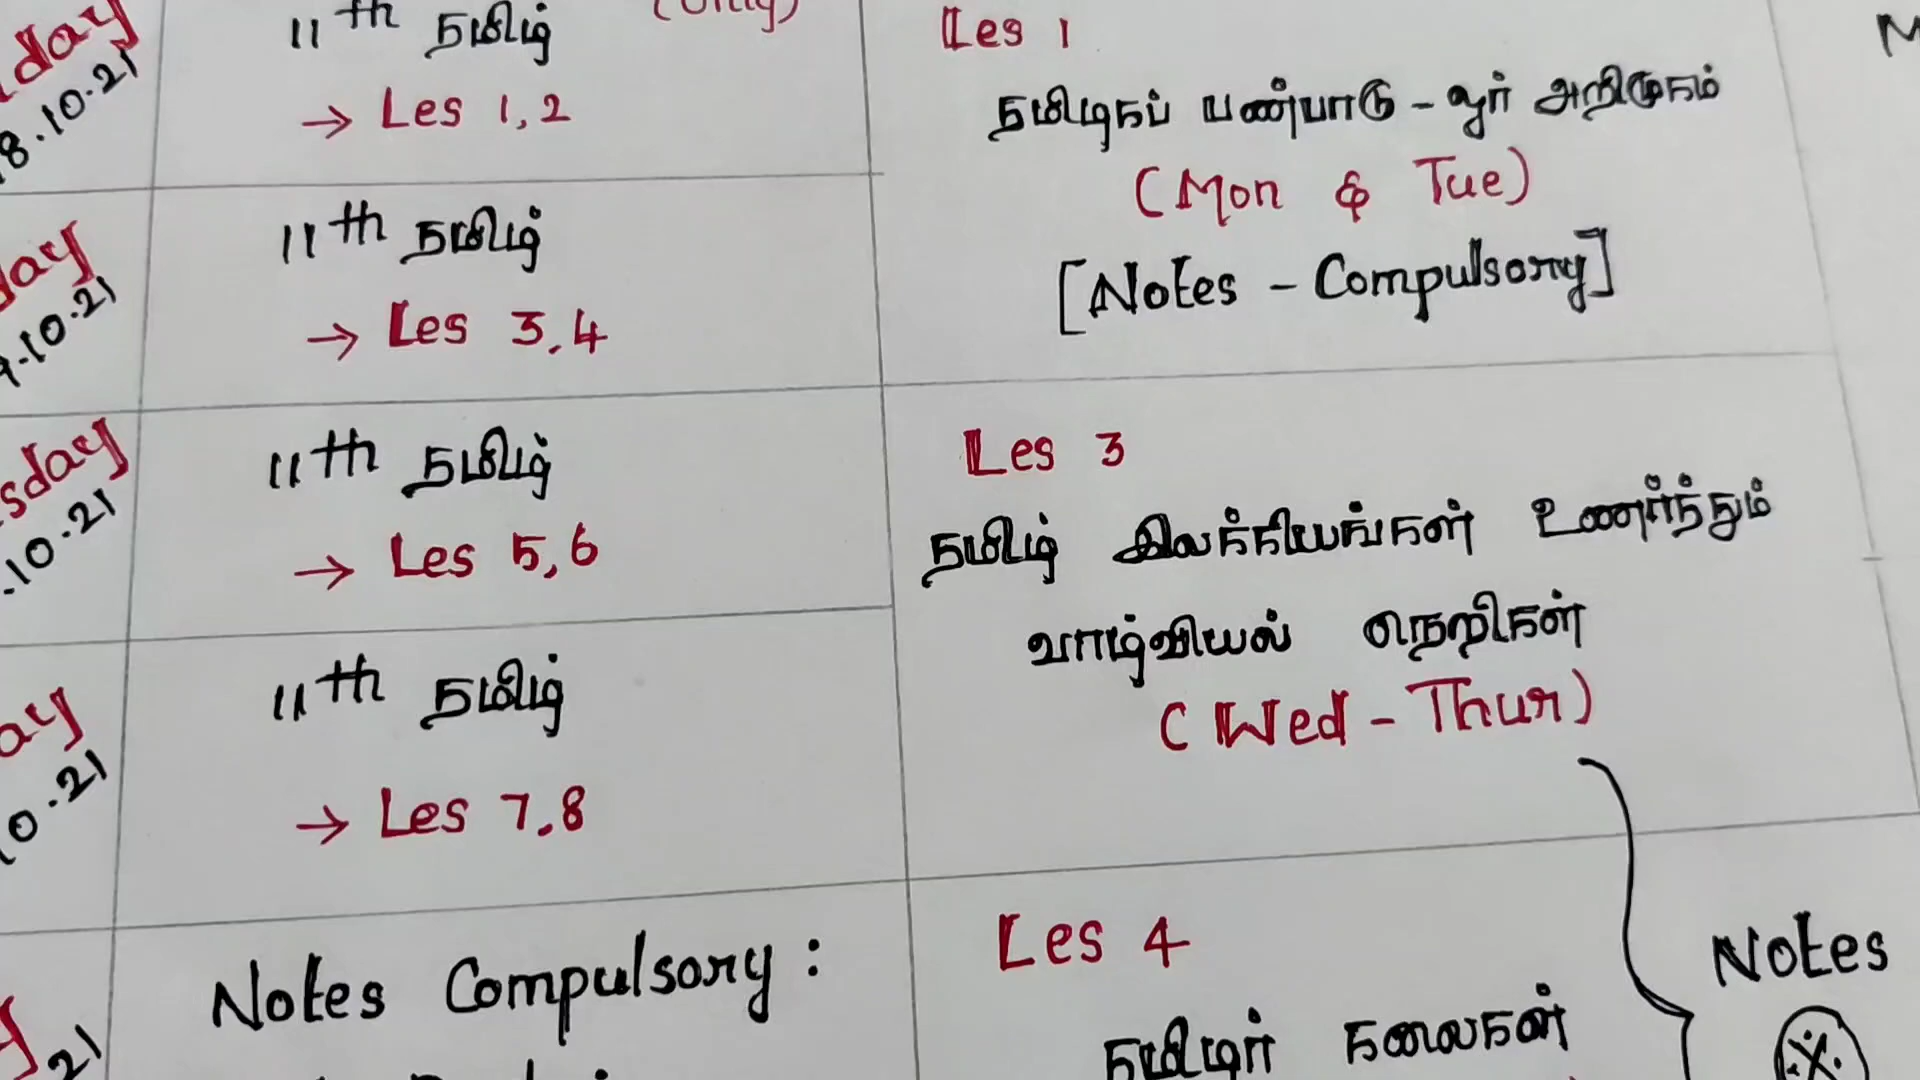 11th தமிழ்
→ Les 1,2
11th தமிழ்
→ Les 3,4
11th தமிழ்
→ Les 5,6
11th தமிழ்
→ Les 7,8
Notes Compulsory :
Les 1
தமிழகப் பண்பாடு - ஓர் அறிமுகம்
(Mon & Tue)
[Notes - Compulsory]
Les 3
தமிழ் இலக்கியங்கள் உணர்த்தும்
வாழ்வியல் நெறிகள்
(Wed - Thur)
Les 4
தமிழர் கலைகள்
Notes